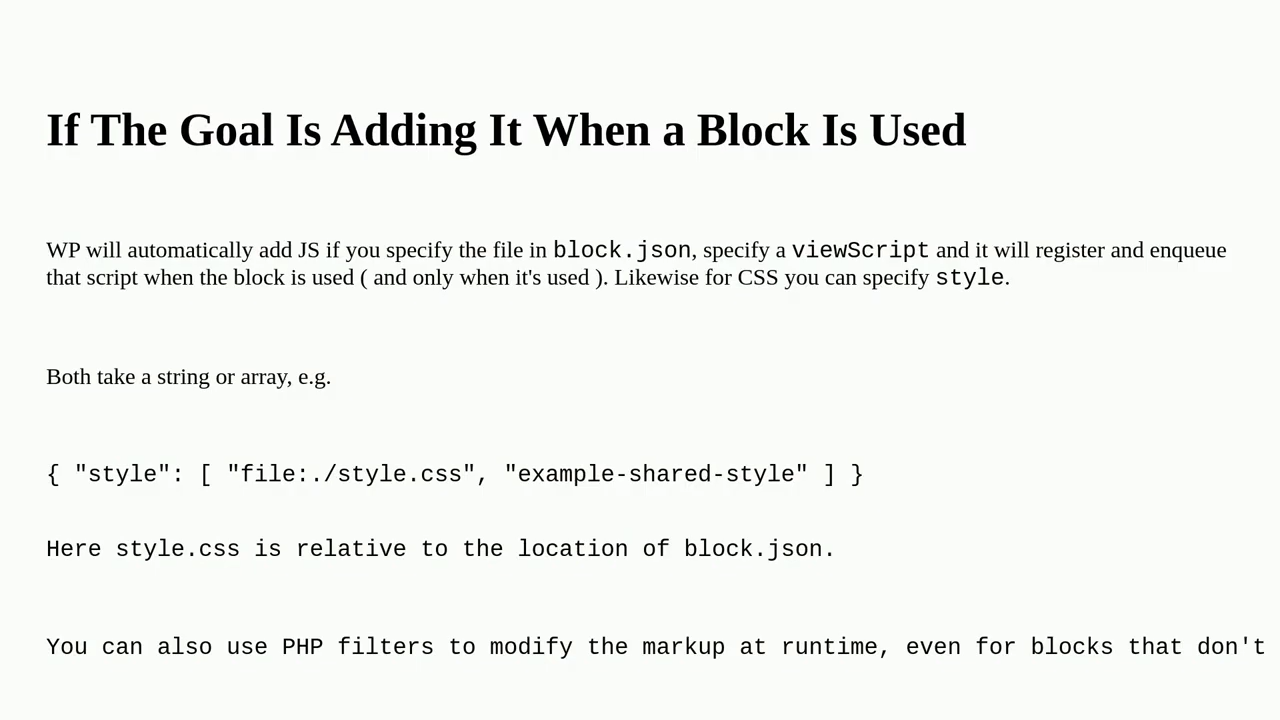 If The Goal Is Adding It When a Block Is Used
WP will automatically add JS if you specify the file in block.json, specify a viewScript and it will register and enqueue
that script when the block is used ( and only when it's used ). Likewise for CSS you can specify style.
Both take a string or array, e.g.
{ "style": [ "file:./style.css", "example-shared-style" ] }
Here style.css is relative to the location of block.json.
You can also use PHP filters to modify the markup at runtime, even for blocks that don't